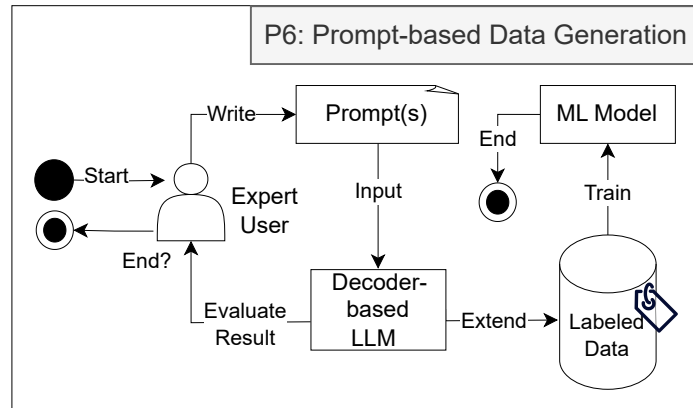 P6: Prompt-based Data Generation
Write
Prompt(s)
ML Model
End
Start
Expert
User
Input
Train
End?
Evaluate
Result
Decoder-
based
LLM
Extend
Labeled
Data